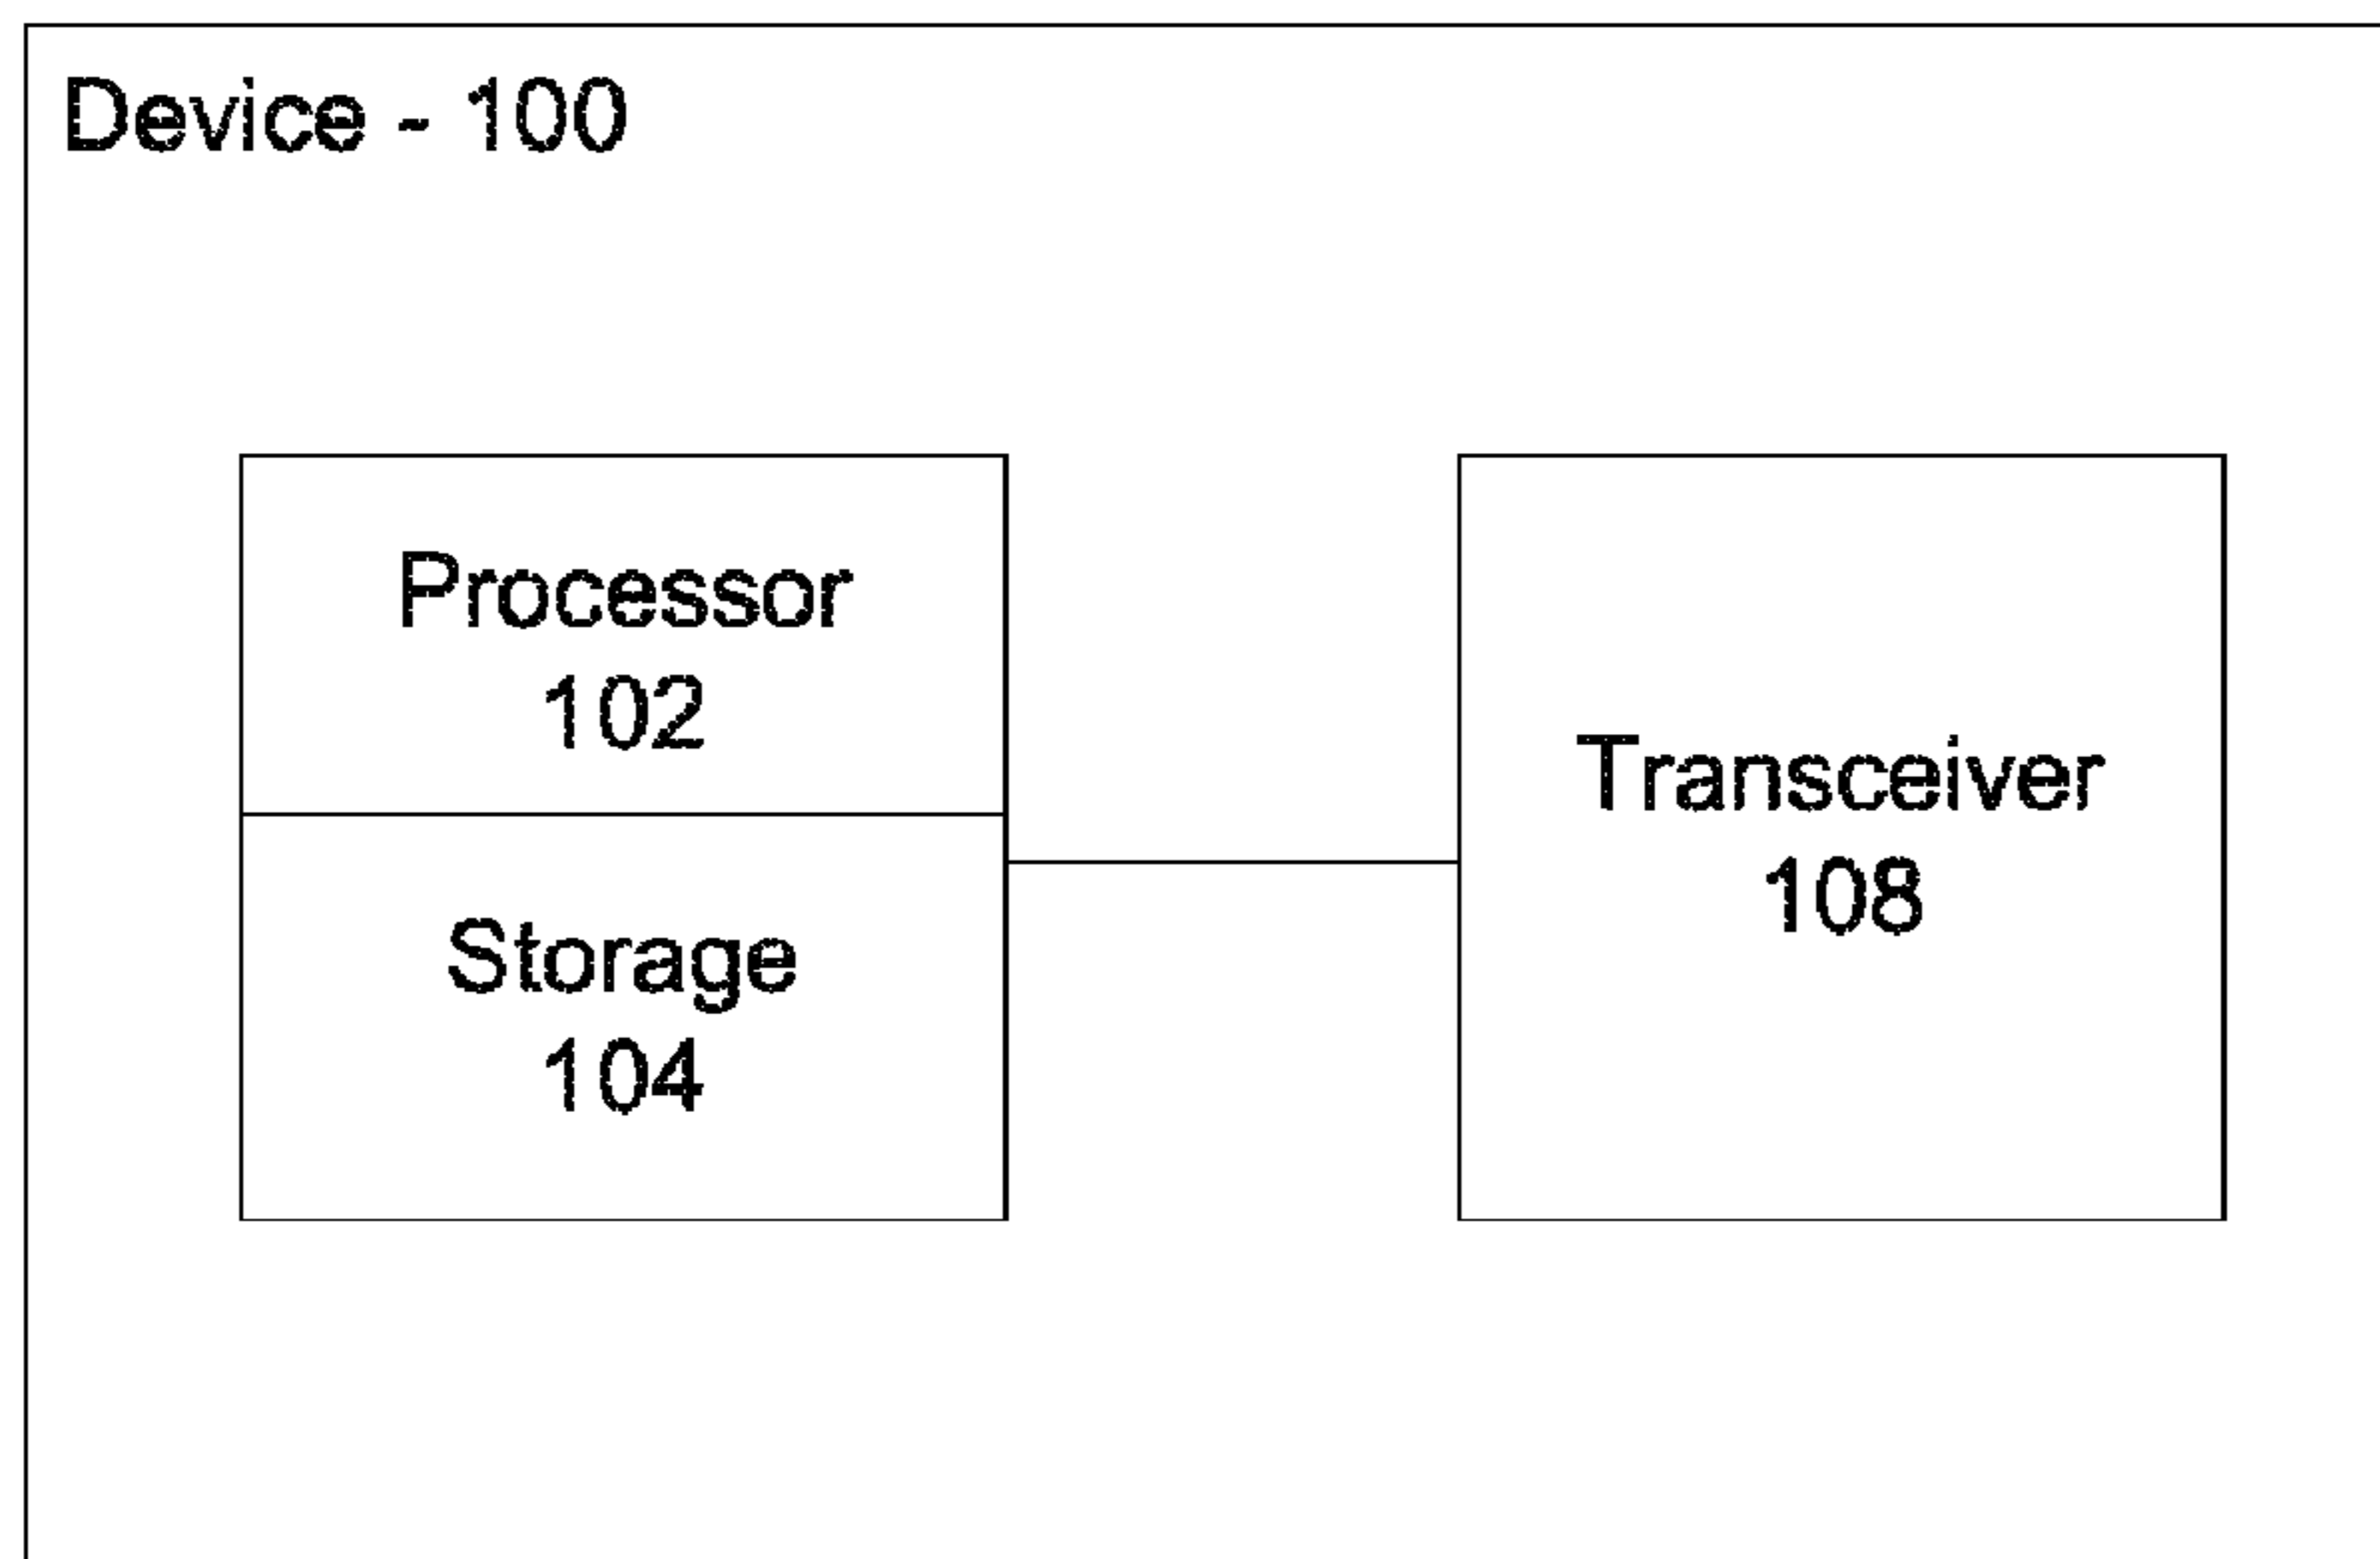 Device - 100
Processor
102
Storage
104
Transceiver
108